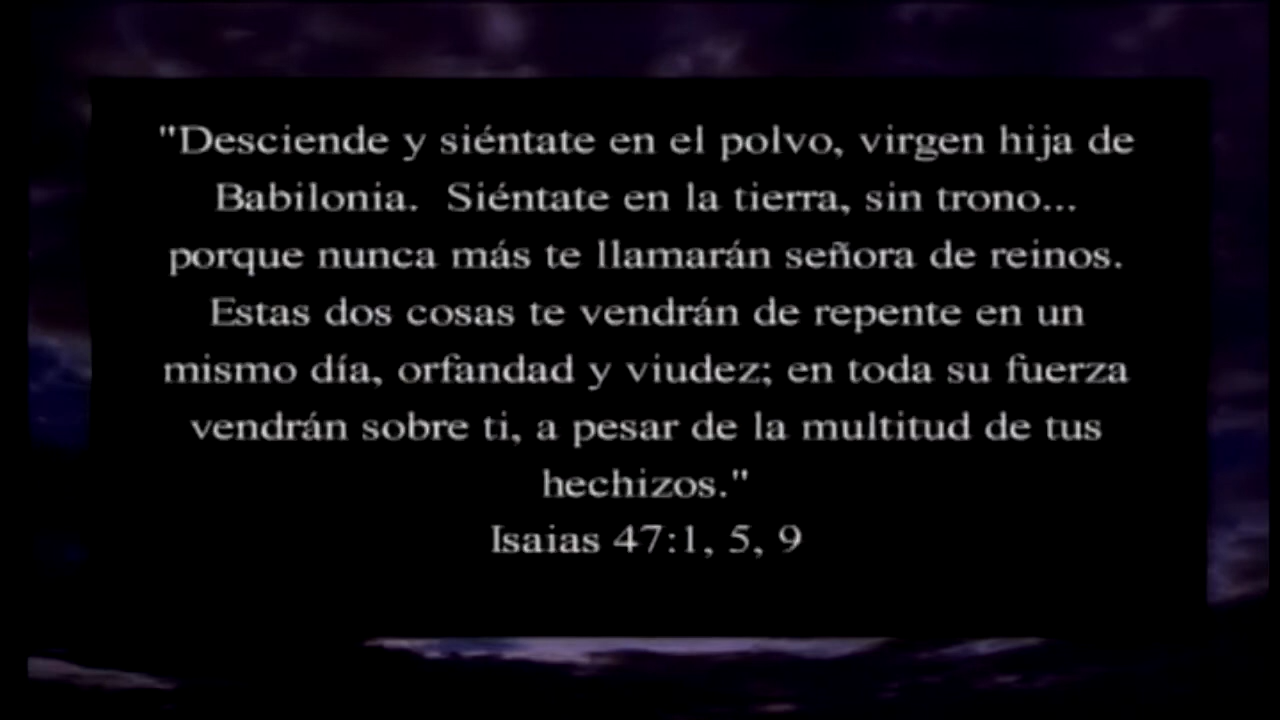 "Desciende y siéntate en el polvo, virgen hija de
Babilonia.  Siéntate en la tierra, sin trono...
porque nunca más te llamarán señora de reinos.
Estas dos cosas te vendrán de repente en un
mismo día, orfandad y viudez; en toda su fuerza
vendrán sobre ti, a pesar de la multitud de tus
hechizos."
Isaias 47:1, 5, 9